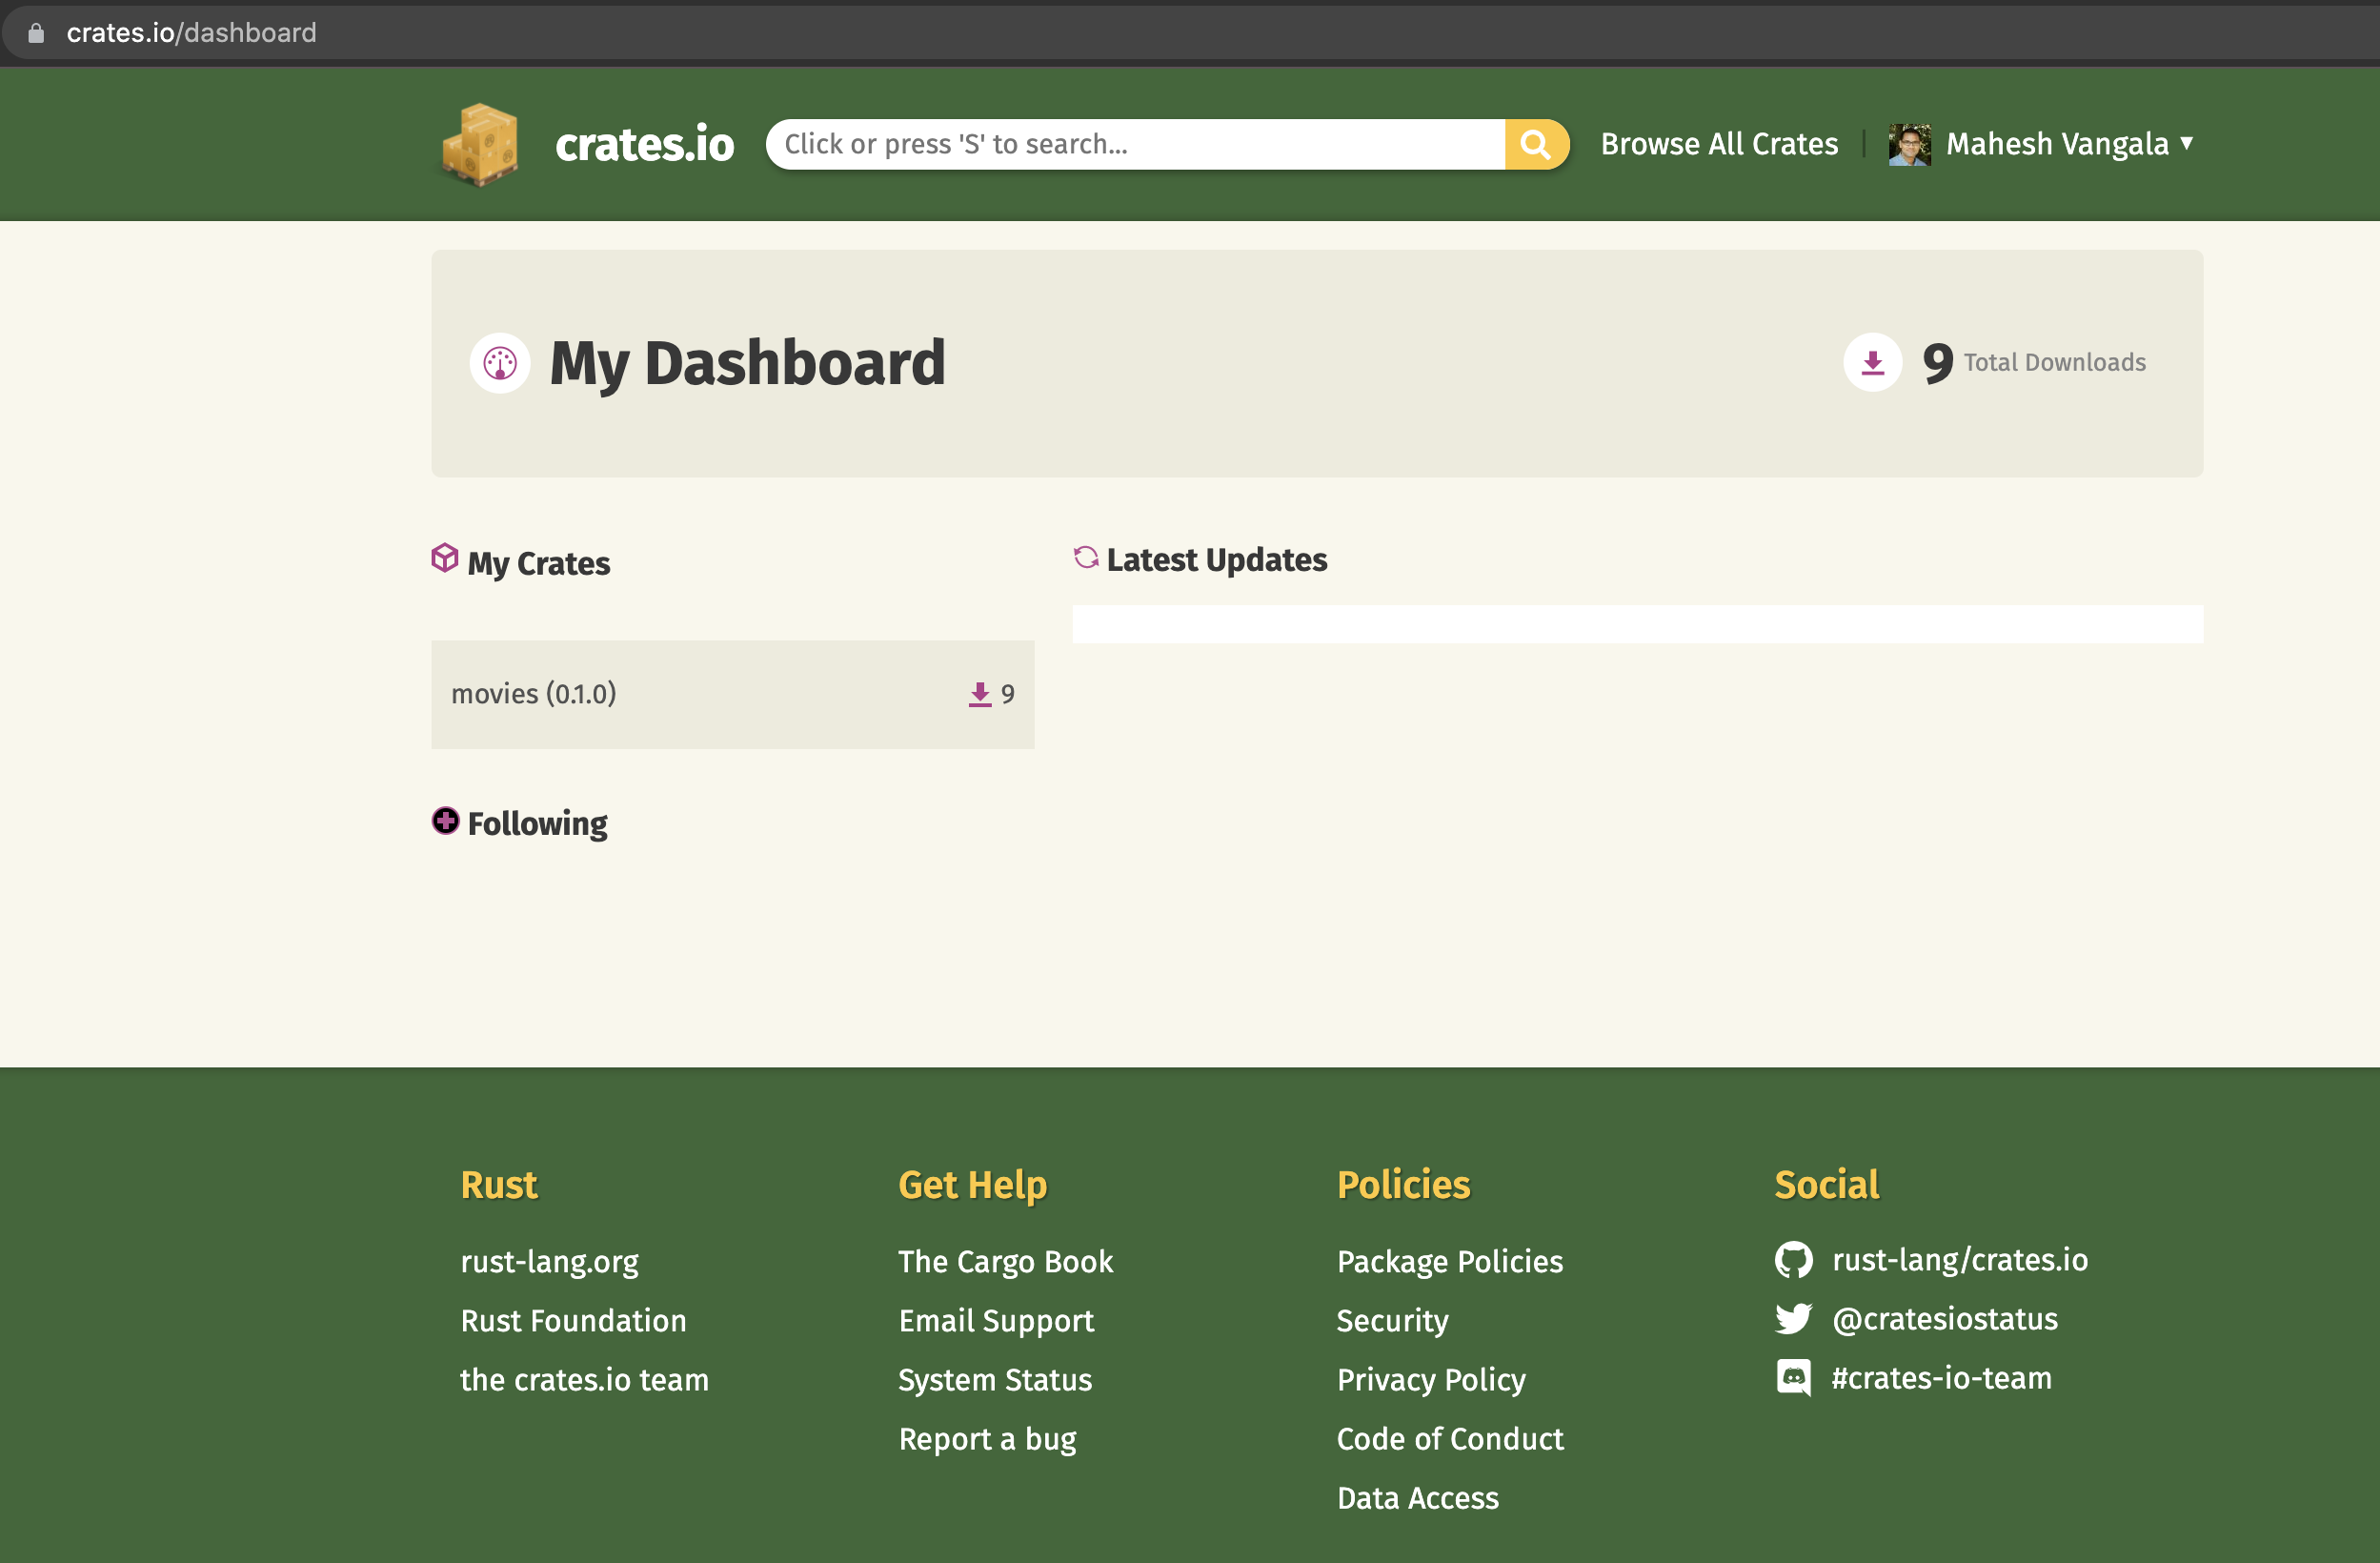 crates.io/dashboard
crates.io
Click or press 'S' to search...
Browse All Crates
Mahesh Vangala ▼
My Dashboard
9 Total Downloads
My Crates
movies (0.1.0)
9
Following
Latest Updates
Rust
rust-lang.org
Rust Foundation
the crates.io team
Get Help
The Cargo Book
Email Support
System Status
Report a bug
Policies
Package Policies
Security
Privacy Policy
Code of Conduct
Data Access
Social
rust-lang/crates.io
@cratesiostatus
#crates-io-team